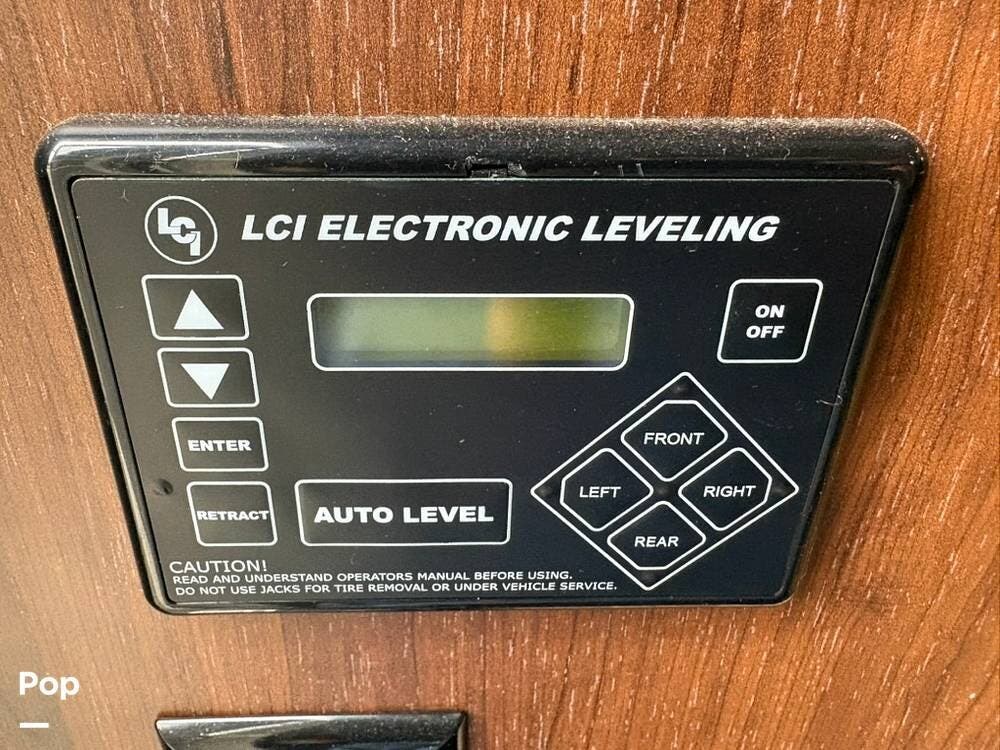 LCI
LCI ELECTRONIC LEVELING
ON
OFF
ENTER
RETRACT
AUTO LEVEL
FRONT
LEFT
RIGHT
REAR
CAUTION!
READ AND UNDERSTAND OPERATORS MANUAL BEFORE USING.
DO NOT USE JACKS FOR TIRE REMOVAL OR UNDER VEHICLE SERVICE.
Pop